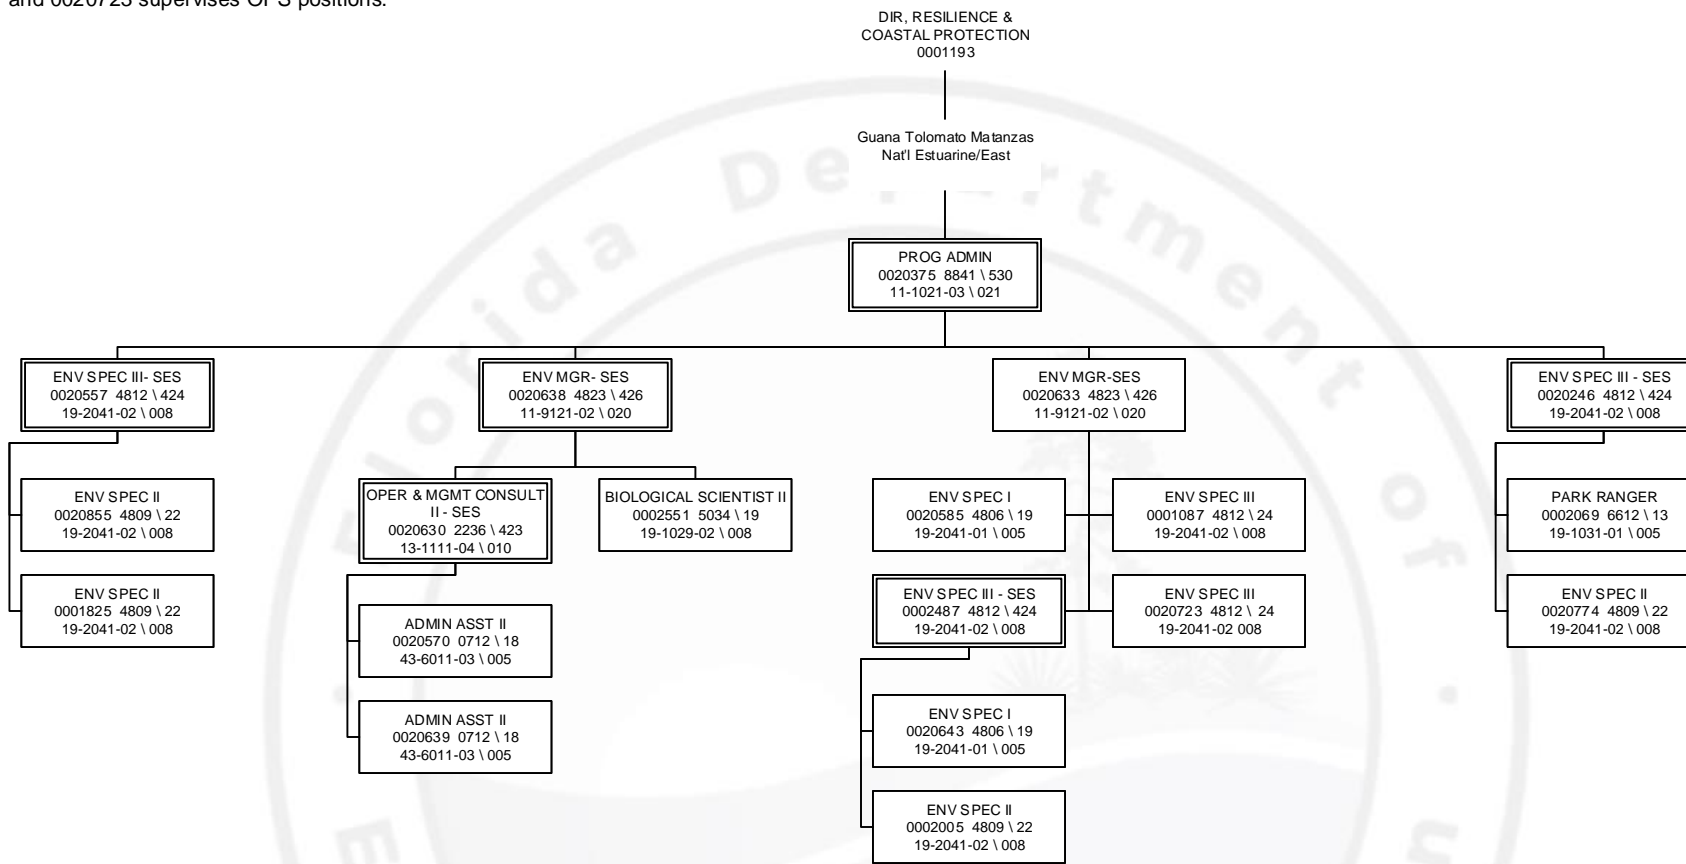 and 0020723 supervises OPS positions.
DIR, RESILIENCE &
COASTAL PROTECTION
0001193
Guana Tolomato Matanzas
Nat'l Estuarine/East
PROG ADMIN
0020375 8841 \ 530
11-1021-03 \ 021
ENV SPEC III- SES
0020557 4812 \ 424
19-2041-02 \ 008
ENV MGR- SES
0020638 4823 \ 426
11-9121-02 \ 020
ENV MGR-SES
0020633 4823 \ 426
11-9121-02 \ 020
ENV SPEC III - SES
0020246 4812 \ 424
19-2041-02 \ 008
ENV SPEC II
0020855 4809 \ 22
19-2041-02 \ 008
ENV SPEC II
0001825 4809 \ 22
19-2041-02 \ 008
OPER & MGMT CONSULT
II - SES
0020630 2236 \ 423
13-1111-04 \ 010
BIOLOGICAL SCIENTIST II
0002551 5034 \ 19
19-1029-02 \ 008
ADMIN ASST II
0020570 0712 \ 18
43-6011-03 \ 005
ADMIN ASST II
0020639 0712 \ 18
43-6011-03 \ 005
ENV SPEC I
0020585 4806 \ 19
19-2041-01 \ 005
ENV SPEC III
0001087 4812 \ 24
19-2041-02 \ 008
ENV SPEC III - SES
0002487 4812 \ 424
19-2041-02 \ 008
ENV SPEC III
0020723 4812 \ 24
19-2041-02 008
ENV SPEC I
0020643 4806 \ 19
19-2041-01 \ 005
ENV SPEC II
0002005 4809 \ 22
19-2041-02 \ 008
PARK RANGER
0002069 6612 \ 13
19-1031-01 \ 005
ENV SPEC II
0020774 4809 \ 22
19-2041-02 \ 008
Florida
of